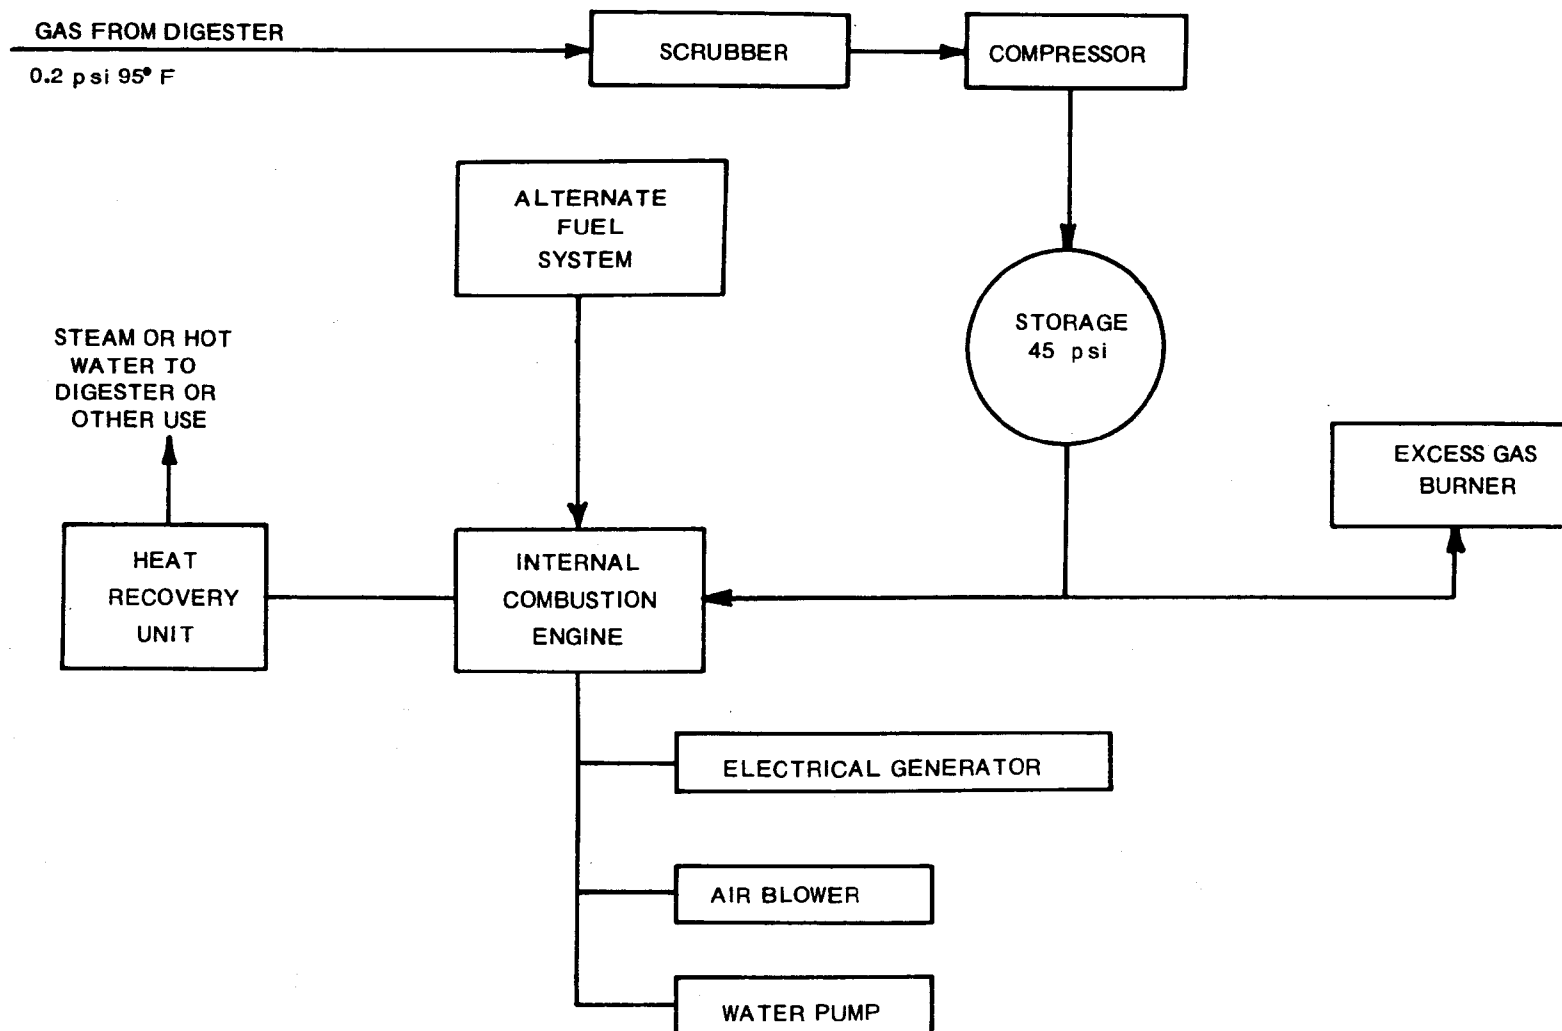 GAS FROM DIGESTER
0.2 psi 95° F
SCRUBBER
COMPRESSOR
ALTERNATE
FUEL
SYSTEM
STORAGE
45 psi
STEAM OR HOT
WATER TO
DIGESTER OR
OTHER USE
EXCESS GAS
BURNER
HEAT
RECOVERY
UNIT
INTERNAL
COMBUSTION
ENGINE
ELECTRICAL GENERATOR
AIR BLOWER
WATER PUMP